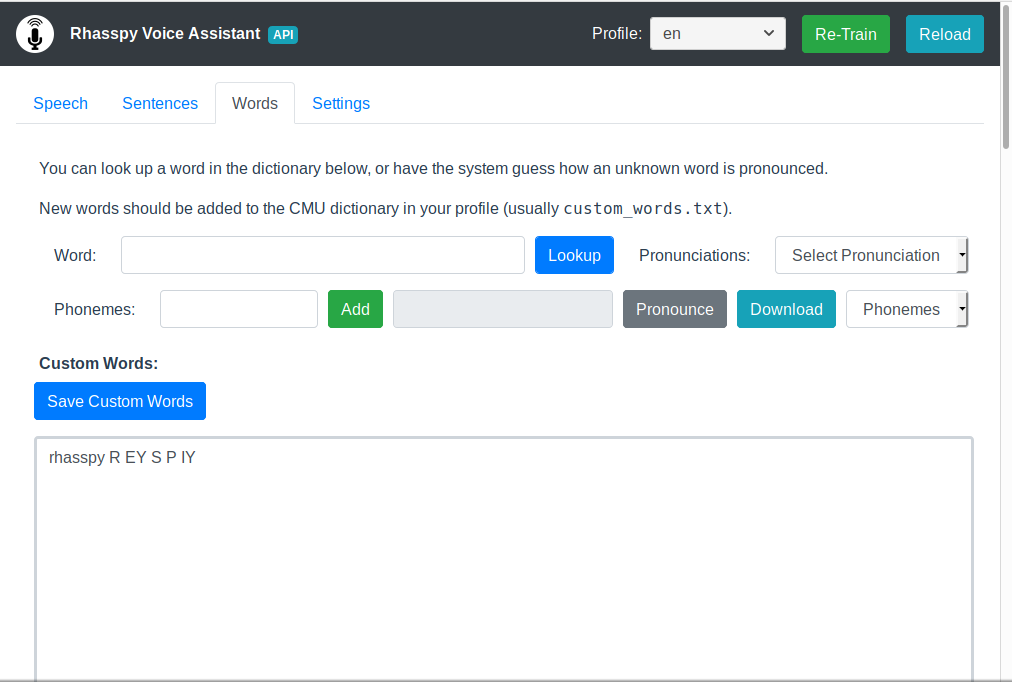 Rhasspy Voice Assistant API Profile: en Re-Train Reload
Speech Sentences Words Settings
You can look up a word in the dictionary below, or have the system guess how an unknown word is pronounced.
New words should be added to the CMU dictionary in your profile (usually custom_words.txt).
Word: Lookup Pronunciations: Select Pronunciation
Phonemes: Add Pronounce Download Phonemes
Custom Words:
Save Custom Words
rhasspy R EY S P IY